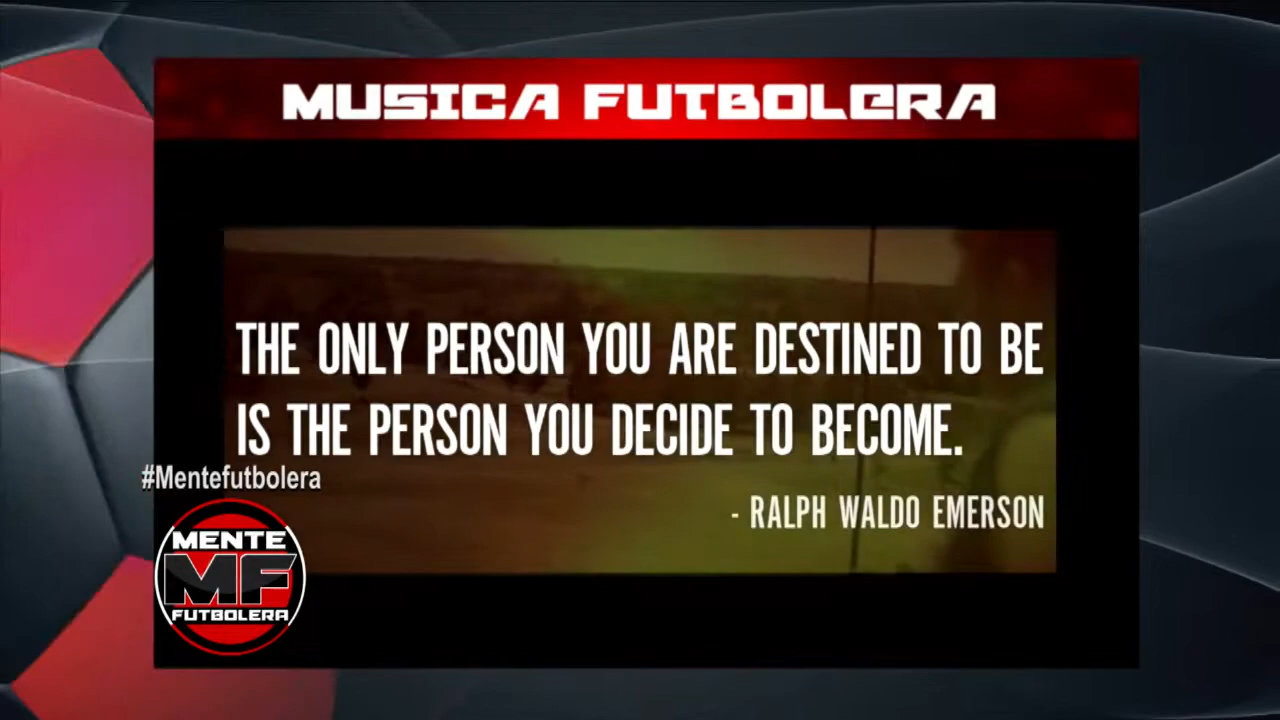 MUSICA FUTBOLERA
THE ONLY PERSON YOU ARE DESTINED TO BE
IS THE PERSON YOU DECIDE TO BECOME.
- RALPH WALDO EMERSON
#Mentefutbolera
MENTE
MF
FUTBOLERA